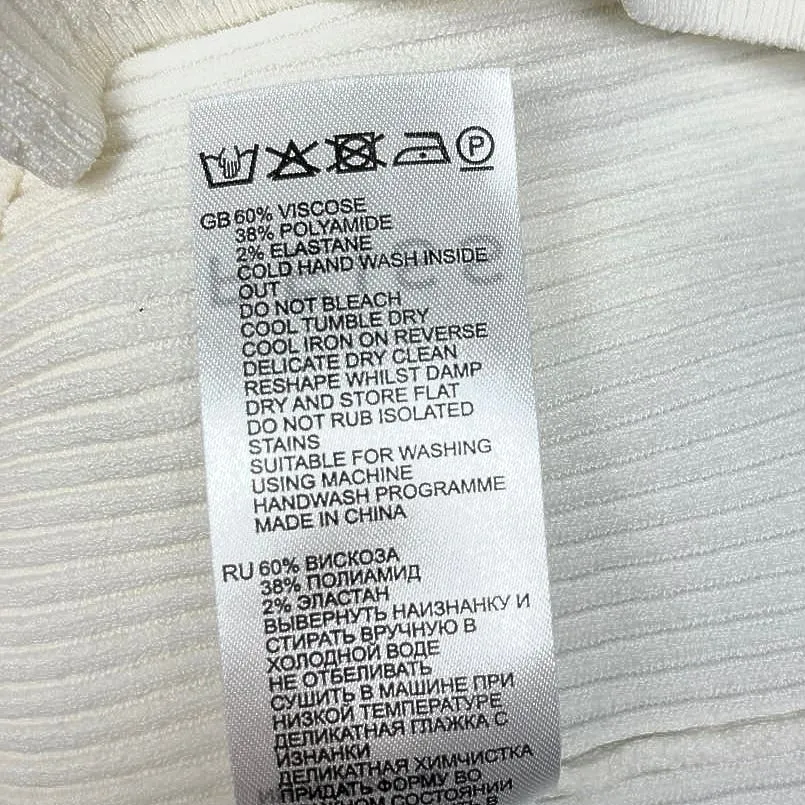 P
GB 60% VISCOSE
38% POLYAMIDE
2% ELASTANE
COLD HAND WASH INSIDE
OUT
DO NOT BLEACH
COOL TUMBLE DRY
COOL IRON ON REVERSE
DELICATE DRY CLEAN
RESHAPE WHILST DAMP
DRY AND STORE FLAT
DO NOT RUB ISOLATED
STAINS
SUITABLE FOR WASHING
USING MACHINE
HANDWASH PROGRAMME
MADE IN CHINA
RU 60% ВИСКОЗА
38% ПОЛИАМИД
2% ЭЛАСТАН
ВЫВЕРНУТЬ НАИЗНАНКУ И
СТИРАТЬ ВРУЧНУЮ В
ХОЛОДНОЙ ВОДЕ
НЕ ОТБЕЛИВАТЬ
СУШИТЬ В МАШИНЕ ПРИ
НИЗКОЙ ТЕМПЕРАТУРЕ
ДЕЛИКАТНАЯ ГЛАЖКА С
ИЗНАНКИ
ДЕЛИКАТНАЯ ХИМЧИСТКА
ПРИДАТЬ ФОРМУ ВО
СОСТОЯНИИ